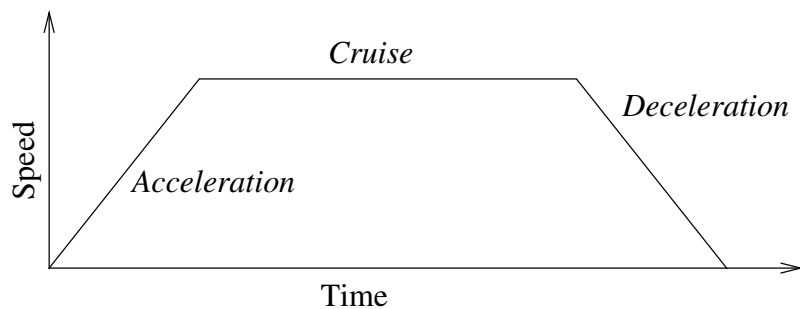 Cruise
Deceleration
Acceleration
Speed
Time